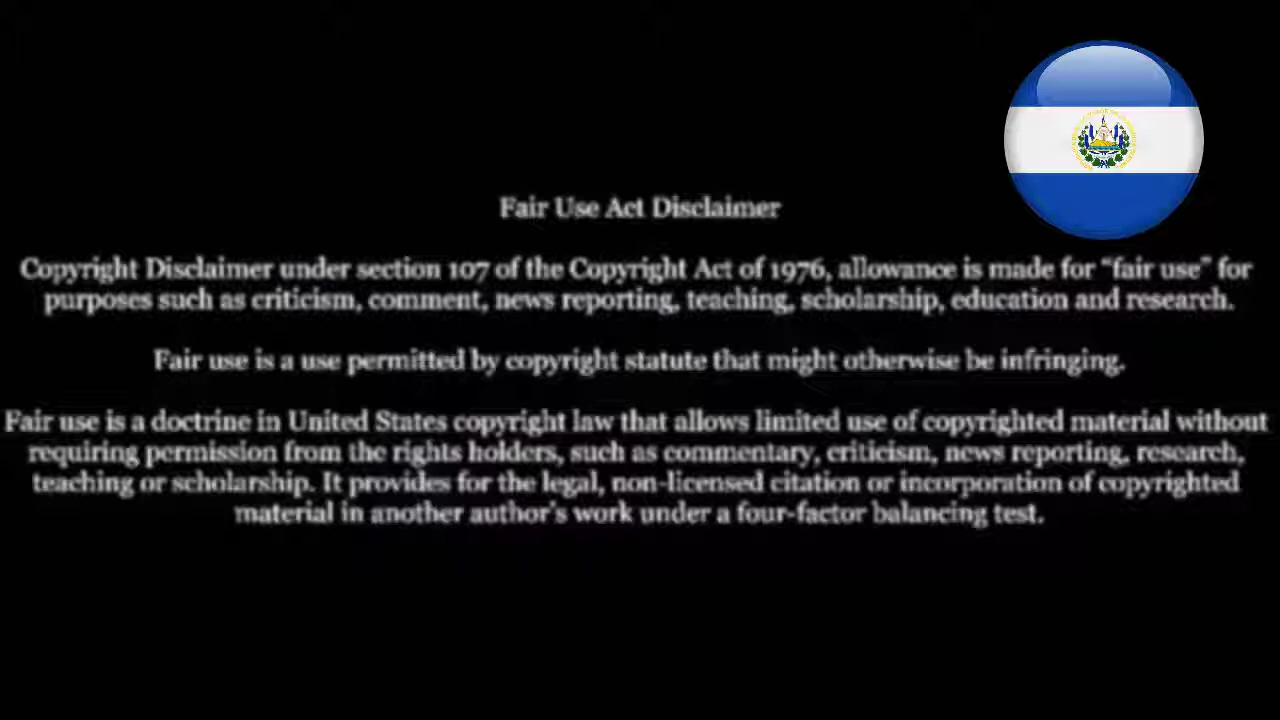 Fair Use Act Disclaimer
Copyright Disclaimer under section 107 of the Copyright Act of 1976, allowance is made for “fair use” for
purposes such as criticism, comment, news reporting, teaching, scholarship, education and research.
Fair use is a use permitted by copyright statute that might otherwise be infringing.
Fair use is a doctrine in United States copyright law that allows limited use of copyrighted material without
requiring permission from the rights holders, such as commentary, criticism, news reporting, research,
teaching or scholarship. It provides for the legal, non-licensed citation or incorporation of copyrighted
material in another author’s work under a four-factor balancing test.